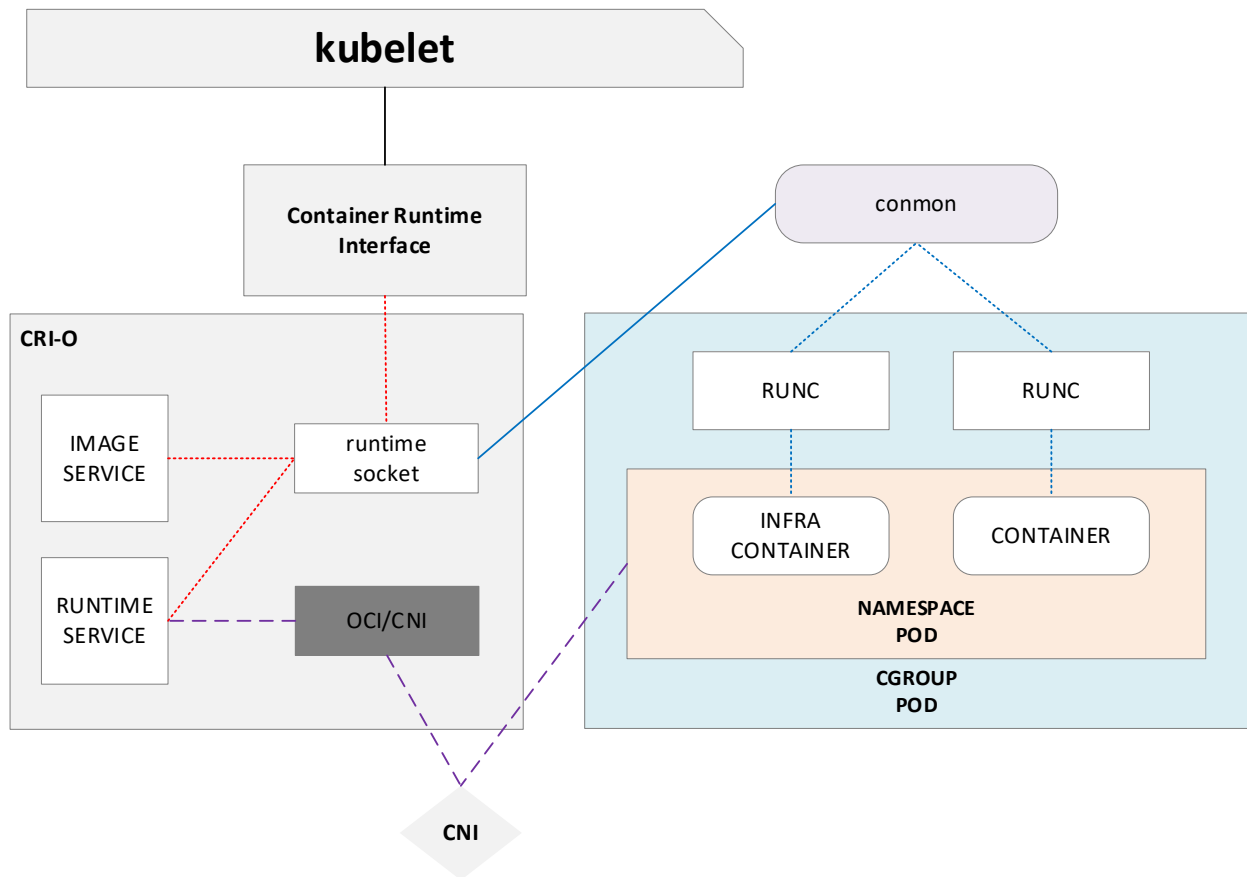 kubelet
Container Runtime
Interface
conmon
CRI-O
IMAGE
SERVICE
runtime
socket
RUNTIME
SERVICE
OCI/CNI
RUNC
RUNC
INFRA
CONTAINER
CONTAINER
NAMESPACE
POD
CGROUP
POD
CNI